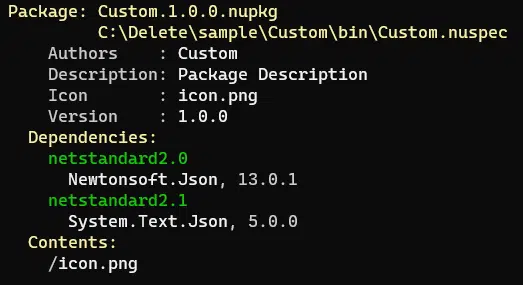 Package: Custom.1.0.0.nupkg
C:\Delete\sample\Custom\bin\Custom.nuspec
Authors : Custom
Description: Package Description
Icon : icon.png
Version : 1.0.0
Dependencies:
netstandard2.0
Newtonsoft.Json, 13.0.1
netstandard2.1
System.Text.Json, 5.0.0
Contents:
/icon.png